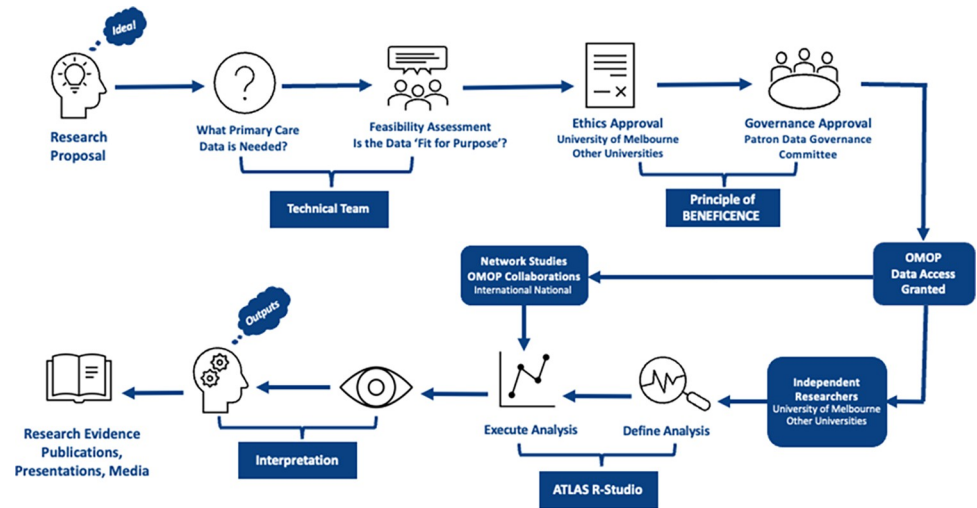 Idea!
Research
Proposal
?
What Primary Care
Data is Needed?
Feasibility Assessment
Is the Data 'Fit for Purpose'?
Technical Team
Ethics Approval
University of Melbourne
Other Universities
Governance Approval
Patron Data Governance
Committee
Principle of
BENEFICENCE
OMOP
Data Access
Granted
Network Studies
OMOP Collaborations
International National
Independent
Researchers
University of Melbourne
Other Universities
Define Analysis
Execute Analysis
ATLAS R-Studio
Outputs
Interpretation
Research Evidence
Publications,
Presentations, Media